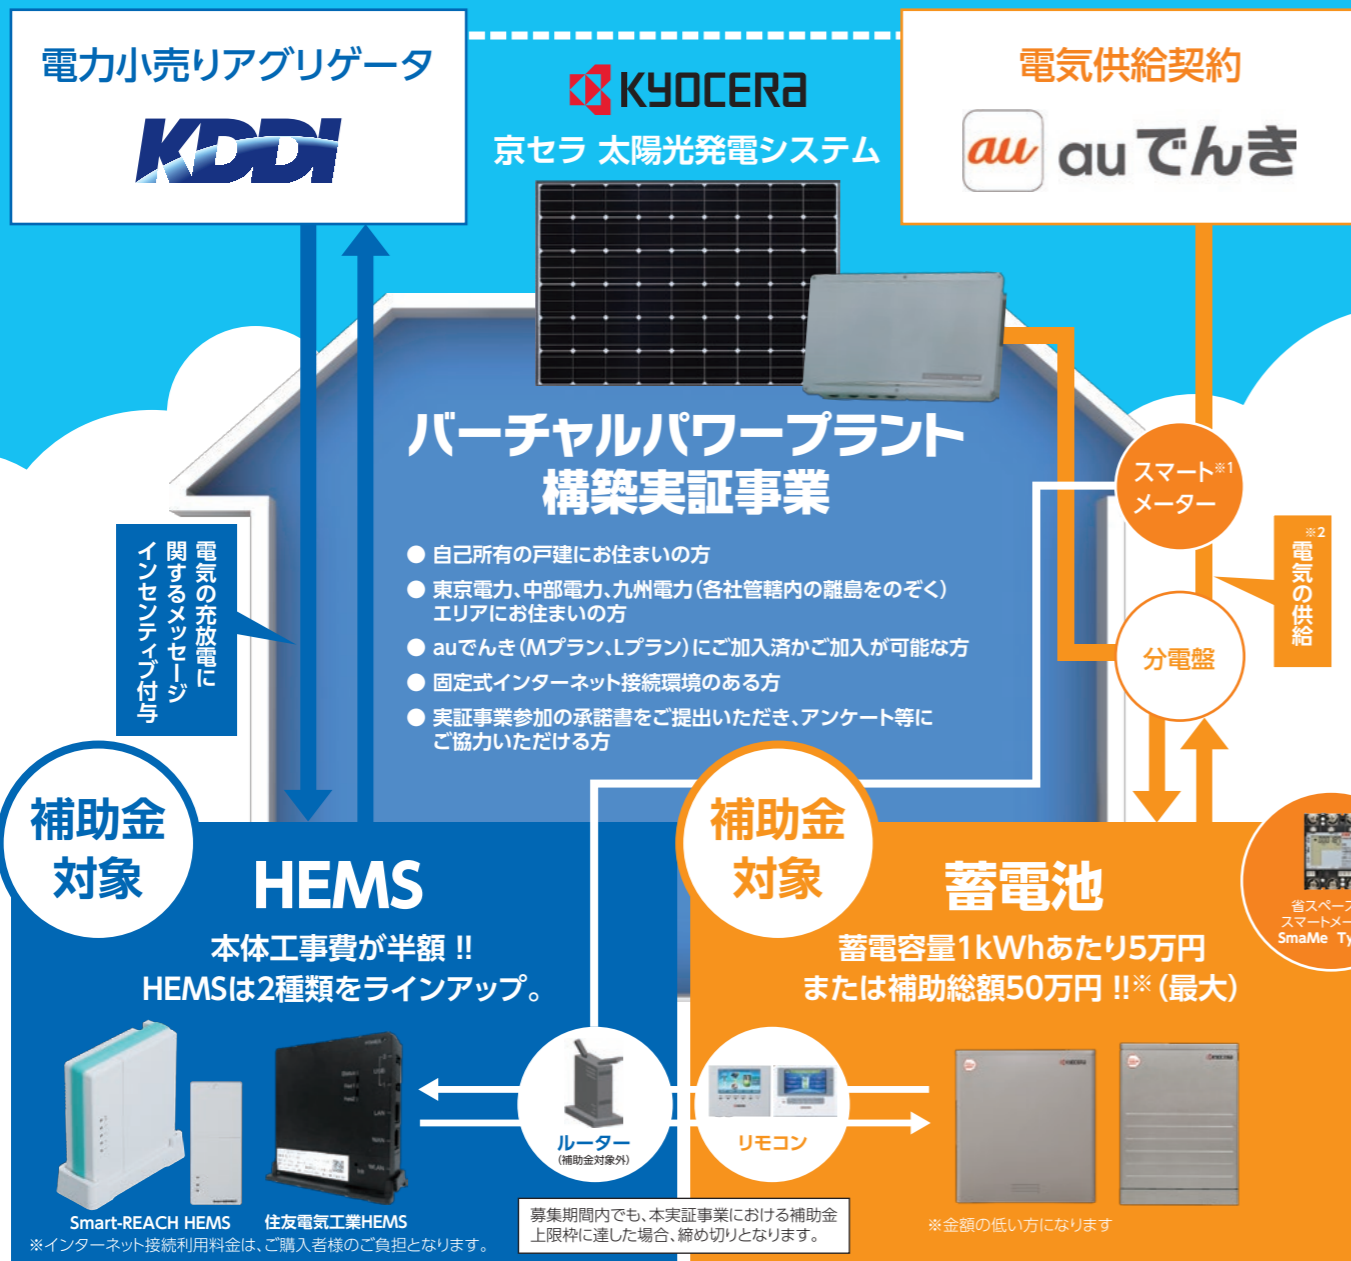 電力小売りアグリゲータ
KDDI
KYOCERA
京セラ 太陽光発電システム
電気供給契約
au auでんき
バーチャルパワープラント
構築実証事業
● 自己所有の戸建にお住まいの方
● 東京電力、中部電力、九州電力(各社管轄内の離島をのぞく)
エリアにお住まいの方
● auでんき(Mプラン、Lプラン)にご加入済かご加入が可能な方
● 固定式インターネット接続環境のある方
● 実証事業参加の承諾書をご提出いただき、アンケート等に
ご協力いただける方
電気の充放電に
関するメッセージ
インセンティブ付与
スマート※1
メーター
※2
電気の供給
分電盤
補助金
対象
HEMS
本体工事費が半額 !!
HEMSは2種類をラインアップ。
Smart-REACH HEMS
住友電気工業HEMS
※インターネット接続利用料金は、ご購入者様のご負担となります。
ルーター
(補助金対象外)
リモコン
募集期間内でも、本実証事業における補助金
上限枠に達した場合、締め切りとなります。
補助金
対象
蓄電池
蓄電容量1kWhあたり5万円
または補助総額50万円 !!※(最大)
KYOCERA
KYOCERA
※金額の低い方になります
省スペース
スマートメー
SmaMe Ty